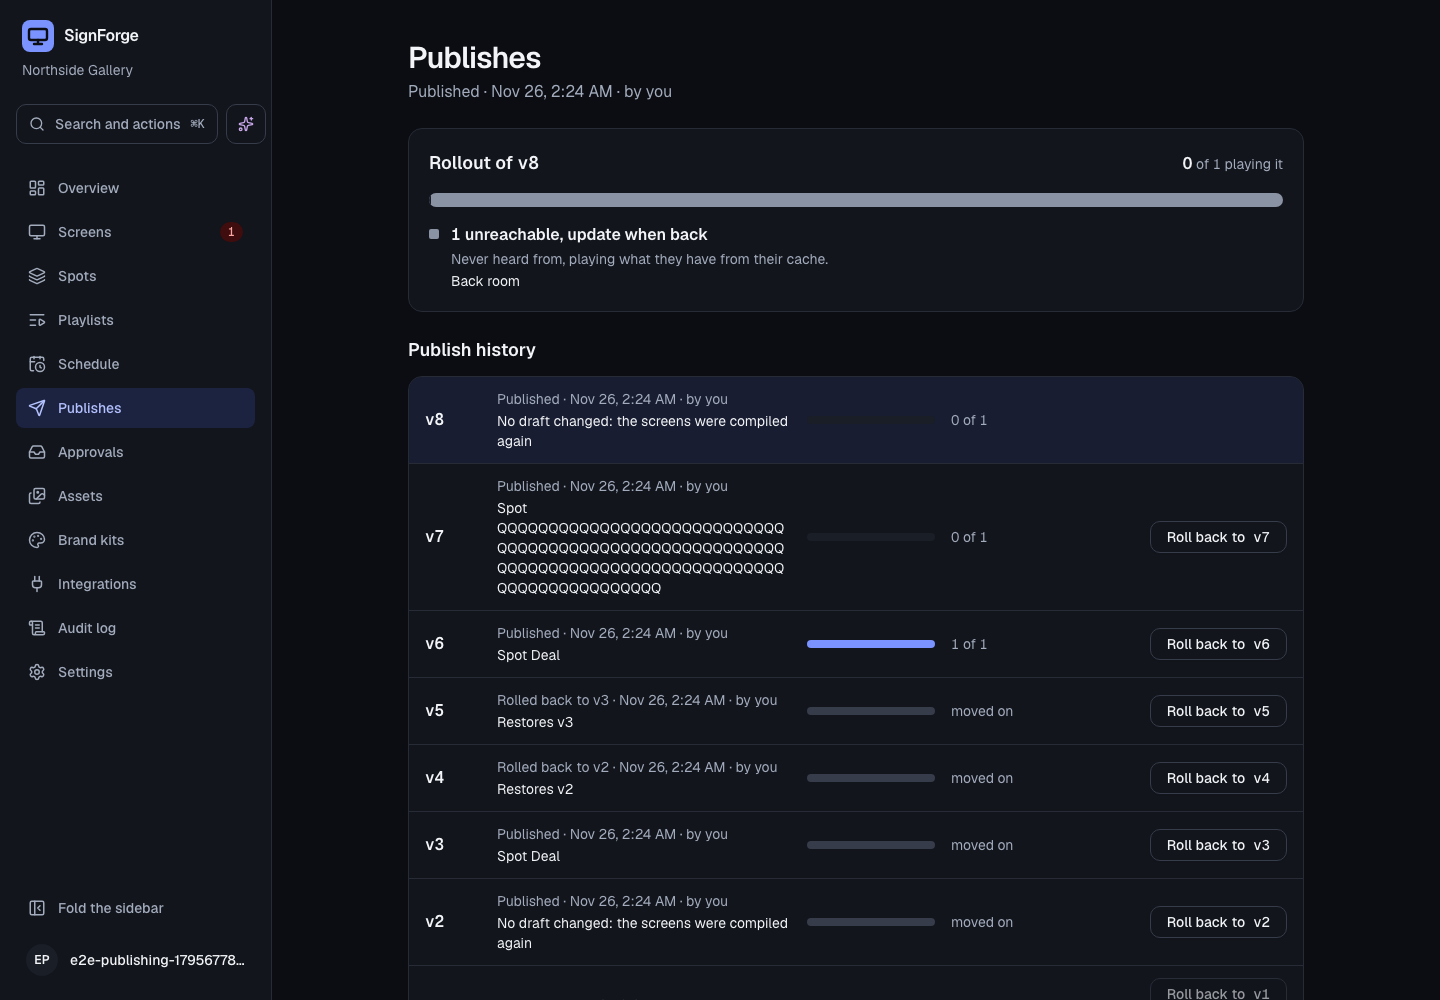 SignForge
Northside Gallery
Search and actions ⌘K
Overview
Screens 1
Spots
Playlists
Schedule
Publishes
Approvals
Assets
Brand kits
Integrations
Audit log
Settings
Fold the sidebar
EP e2e-publishing-17956778...
Publishes
Published · Nov 26, 2:24 AM · by you
Rollout of v8
0 of 1 playing it
1 unreachable, update when back
Never heard from, playing what they have from their cache.
Back room
Publish history
v8
Published · Nov 26, 2:24 AM · by you
No draft changed: the screens were compiled
again
0 of 1
v7
Published · Nov 26, 2:24 AM · by you
Spot
QQQQQQQQQQQQQQQQQQQQQQQQQQQQ
QQQQQQQQQQQQQQQQQQQQQQQQQQQQ
QQQQQQQQQQQQQQQQQQQQQQQQQQQQ
QQQQQQQQQQQQQQQQ
0 of 1
Roll back to v7
v6
Published · Nov 26, 2:24 AM · by you
Spot Deal
1 of 1
Roll back to v6
v5
Rolled back to v3 · Nov 26, 2:24 AM · by you
Restores v3
moved on
Roll back to v5
v4
Rolled back to v2 · Nov 26, 2:24 AM · by you
Restores v2
moved on
Roll back to v4
v3
Published · Nov 26, 2:24 AM · by you
Spot Deal
moved on
Roll back to v3
v2
Published · Nov 26, 2:24 AM · by you
No draft changed: the screens were compiled
again
moved on
Roll back to v2
Roll back to v1